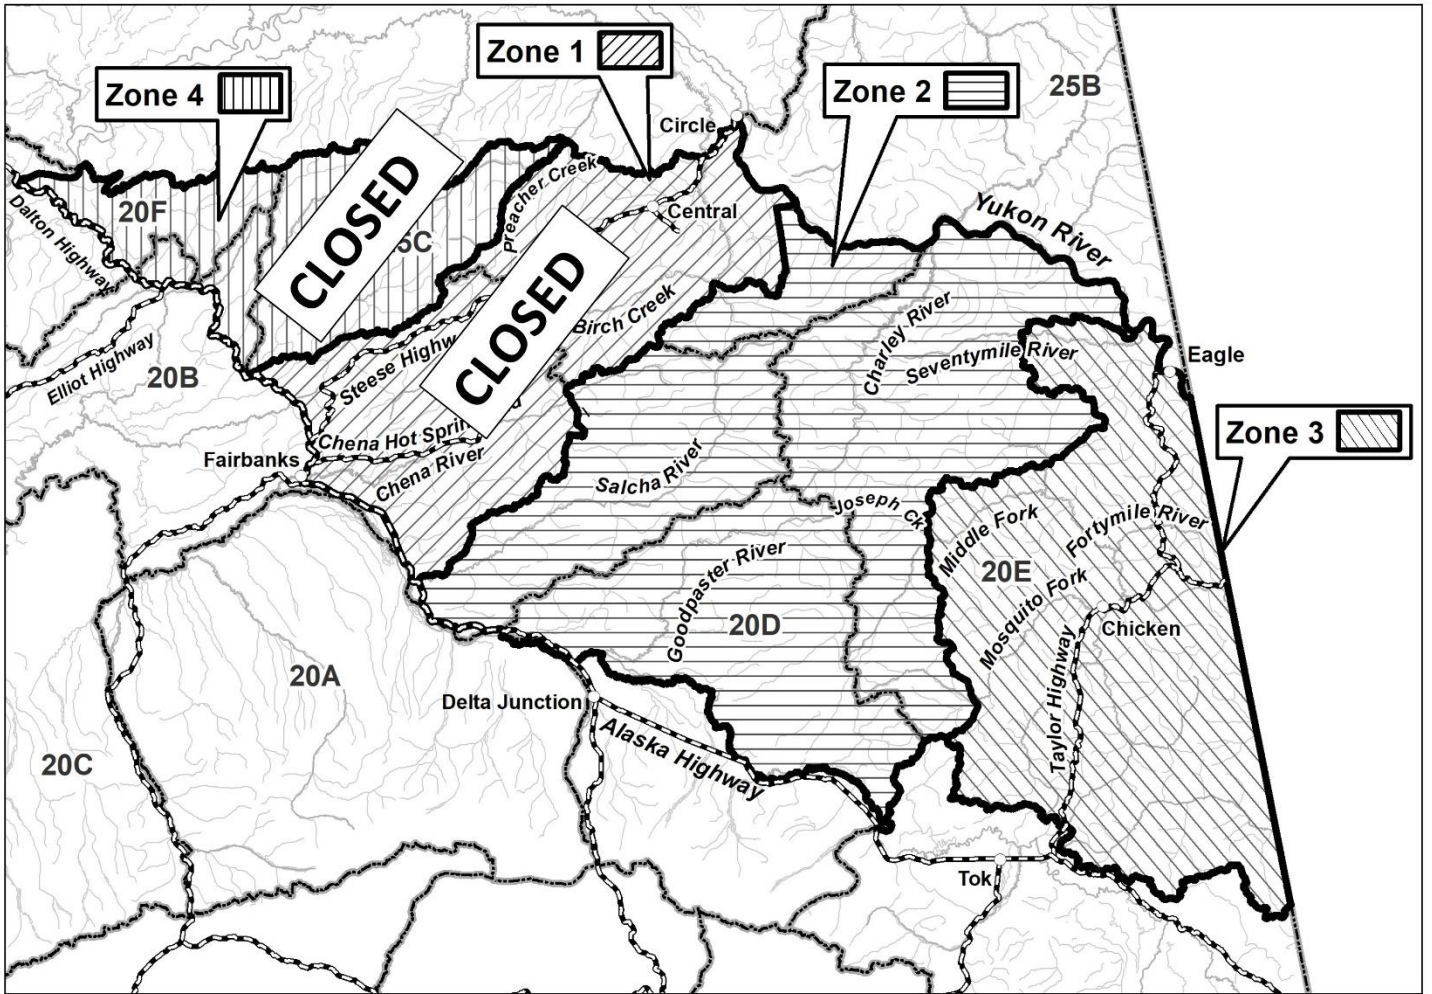 Zone 1
Zone 2
25B
Zone 4
Circle
CLOSED
Preacher Creek
20F
Central
Yukon River
Dalton Highway
5C
CLOSED
Birch Creek
Charley River
Seventymile River
Eagle
Elliot Highway
20B
Steese Highw
Zone 3
Chena Hot Sprin
Fairbanks
Chena River
Salcha River
Joseph Ck
Middle Fork
Fortymile River
20E
Goodpaster River
Mosquito Fork
20D
Chicken
20A
Taylor Highway
Delta Junction
Alaska Highway
20C
Tok